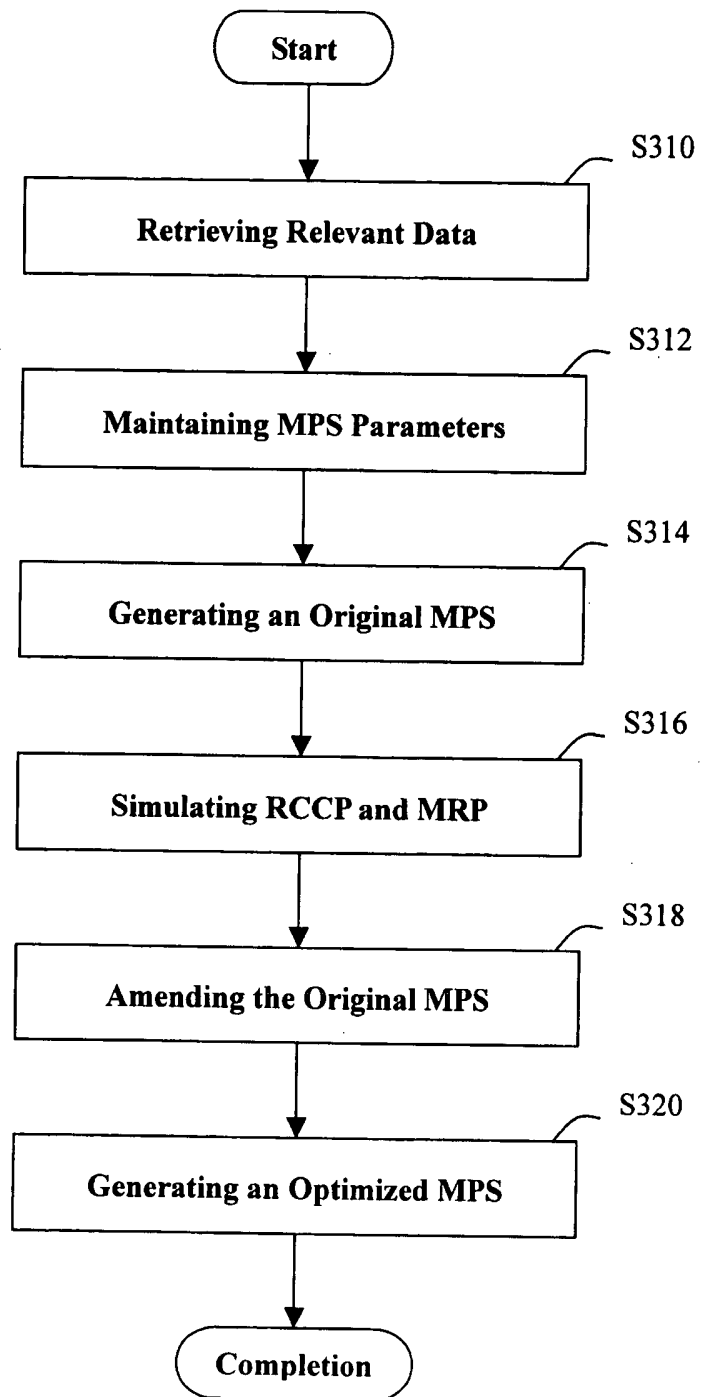 Start
S310
Retrieving Relevant Data
S312
Maintaining MPS Parameters
S314
Generating an Original MPS
S316
Simulating RCCP and MRP
S318
Amending the Original MPS
S320
Generating an Optimized MPS
Completion